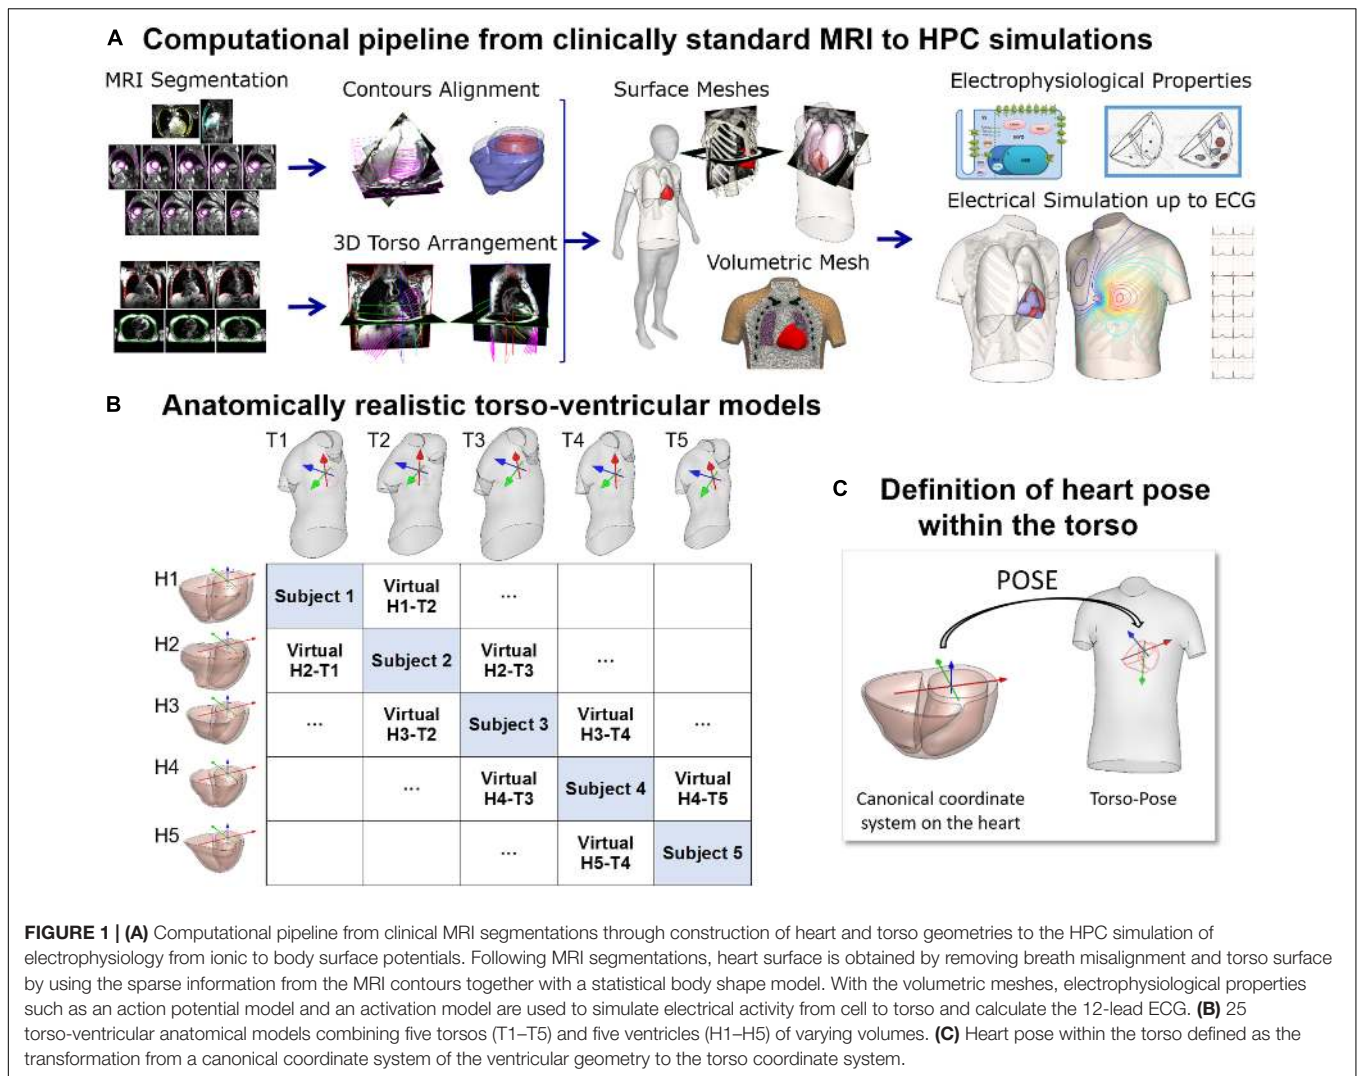 A Computational pipeline from clinically standard MRI to HPC simulations
MRI Segmentation
Contours Alignment
3D Torso Arrangement
Surface Meshes
Volumetric Mesh
Electrophysiological Properties
Electrical Simulation up to ECG
B Anatomically realistic torso-ventricular models
T1 T2 T3 T4 T5
H1 Subject 1 Virtual H1-T2 ...
H2 Virtual H2-T1 Subject 2 Virtual H2-T3 ...
H3 ... Virtual H3-T2 Subject 3 Virtual H3-T4 ...
H4 ... Virtual H4-T3 Subject 4 Virtual H4-T5
H5 ... Virtual H5-T4 Subject 5
C Definition of heart pose
within the torso
POSE
Canonical coordinate
system on the heart
Torso-Pose
FIGURE 1 | (A) Computational pipeline from clinical MRI segmentations through construction of heart and torso geometries to the HPC simulation of
electrophysiology from ionic to body surface potentials. Following MRI segmentations, heart surface is obtained by removing breath misalignment and torso surface
by using the sparse information from the MRI contours together with a statistical body shape model. With the volumetric meshes, electrophysiological properties
such as an action potential model and an activation model are used to simulate electrical activity from cell to torso and calculate the 12-lead ECG. (B) 25
torso-ventricular anatomical models combining five torsos (T1–T5) and five ventricles (H1–H5) of varying volumes. (C) Heart pose within the torso defined as the
transformation from a canonical coordinate system of the ventricular geometry to the torso coordinate system.